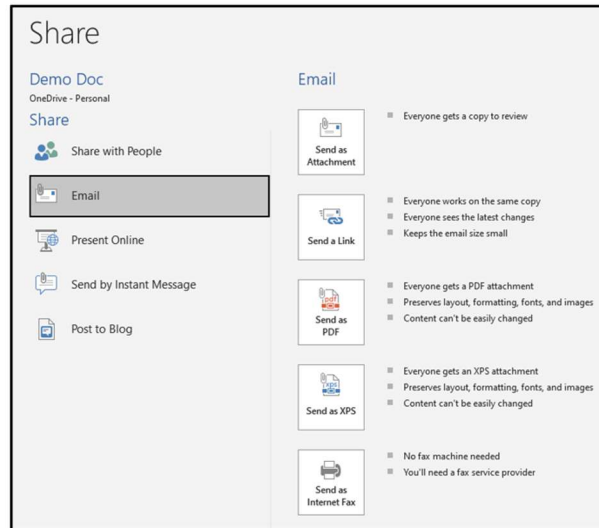 Share
Demo Doc
OneDrive - Personal
Share
Share with People
Email
Present Online
Send by Instant Message
Post to Blog
Email
Send as
Attachment
Everyone gets a copy to review
Send a Link
Everyone works on the same copy
Everyone sees the latest changes
Keeps the email size small
pdf
Send as
PDF
Everyone gets a PDF attachment
Preserves layout, formatting, fonts, and images
Content can't be easily changed
xps
Send as XPS
Everyone gets an XPS attachment
Preserves layout, formatting, fonts, and images
Content can't be easily changed
Send as
Internet Fax
No fax machine needed
You'll need a fax service provider